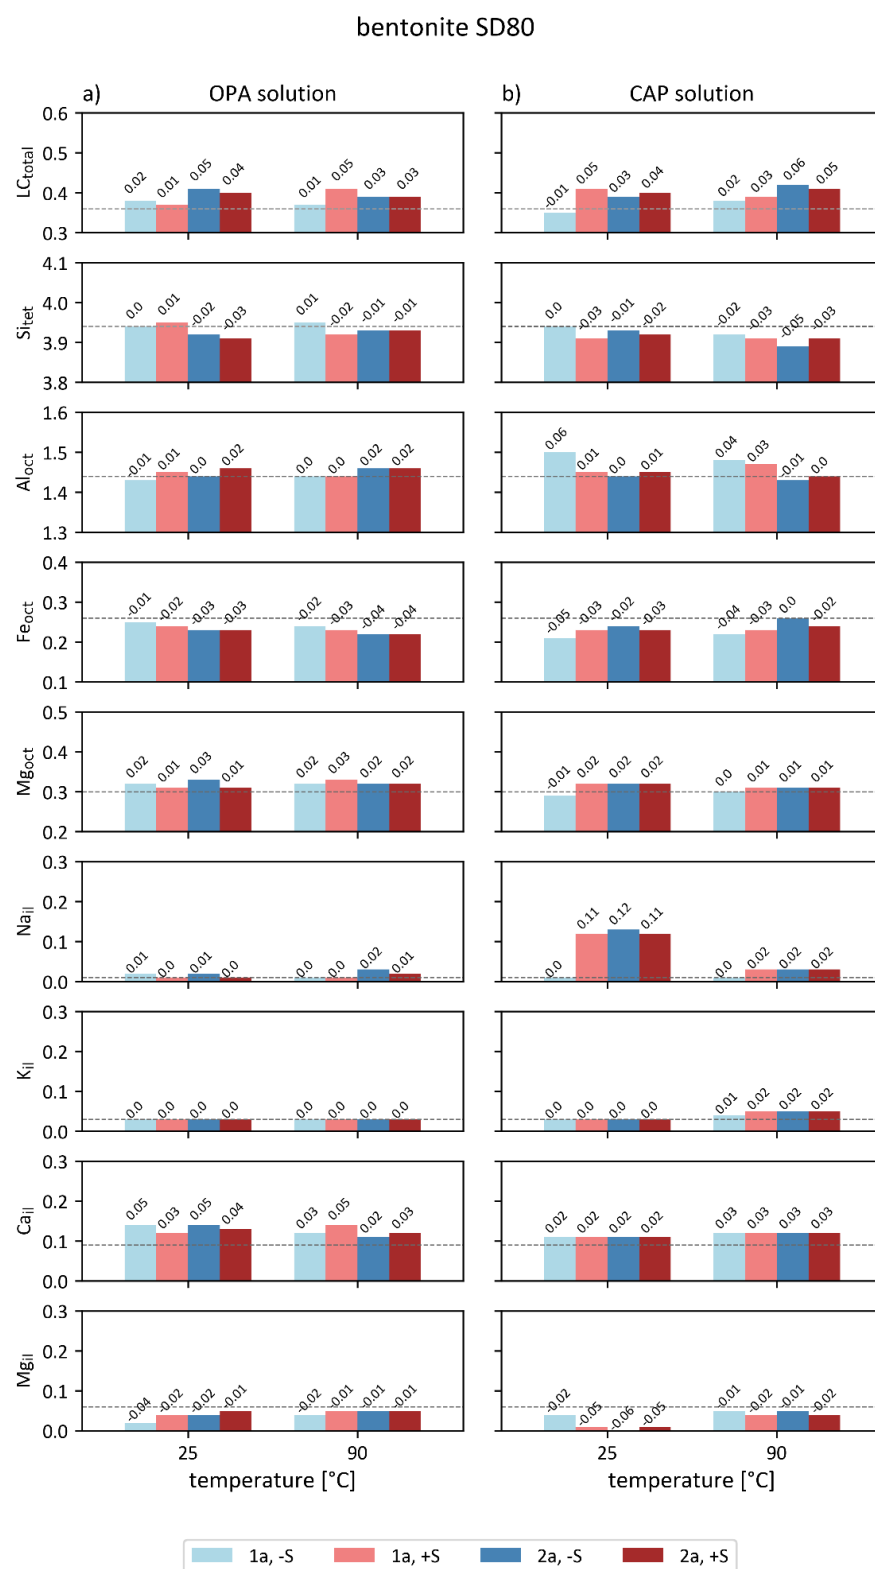 bentonite SD80
a) OPA solution b) CAP solution
LCtotal
0.6
0.5
0.4
0.3
0.02 0.01 0.05 0.04 0.01 0.05 0.03 0.03
-0.01 0.05 0.03 0.04 0.02 0.03 0.06 0.05
Sitet
4.1
4.0
3.9
3.8
0.0 0.01 -0.02 -0.03 0.01 -0.02 -0.01 -0.01
0.0 -0.03 -0.01 -0.02 -0.02 -0.03 -0.05 -0.03
Aloct
1.6
1.5
1.4
1.3
-0.01 0.01 0.0 0.02 0.0 0.0 0.02 0.02
0.06 0.01 0.0 0.01 0.04 0.03 -0.01 0.0
Feoct
0.4
0.3
0.2
0.1
-0.01 -0.02 -0.03 -0.03 -0.02 -0.03 -0.04 -0.04
-0.05 -0.03 -0.02 -0.03 -0.04 -0.03 0.0 -0.02
Mgoct
0.5
0.4
0.3
0.2
0.02 0.01 0.03 0.01 0.02 0.03 0.02 0.02
-0.01 0.02 0.02 0.02 0.0 0.01 0.01 0.01
Nail
0.3
0.2
0.1
0.0
0.01 0.0 0.01 0.0 0.0 0.0 0.02 0.01
0.0 0.11 0.12 0.11 0.0 0.02 0.02 0.02
Kil
0.3
0.2
0.1
0.0
0.0 0.0 0.0 0.0 0.0 0.0 0.0 0.0
0.0 0.0 0.0 0.0 0.01 0.02 0.02 0.02
Cail
0.3
0.2
0.1
0.0
0.05 0.03 0.05 0.04 0.03 0.05 0.02 0.03
0.02 0.02 0.02 0.02 0.03 0.03 0.03 0.03
Mgil
0.3
0.2
0.1
0.0
-0.04 -0.02 -0.02 -0.01 -0.02 -0.01 -0.01 -0.01
-0.02 -0.05 -0.06 -0.05 -0.01 -0.02 -0.01 -0.02
25 90 25 90
temperature [°C] temperature [°C]
1a, -S 1a, +S 2a, -S 2a, +S